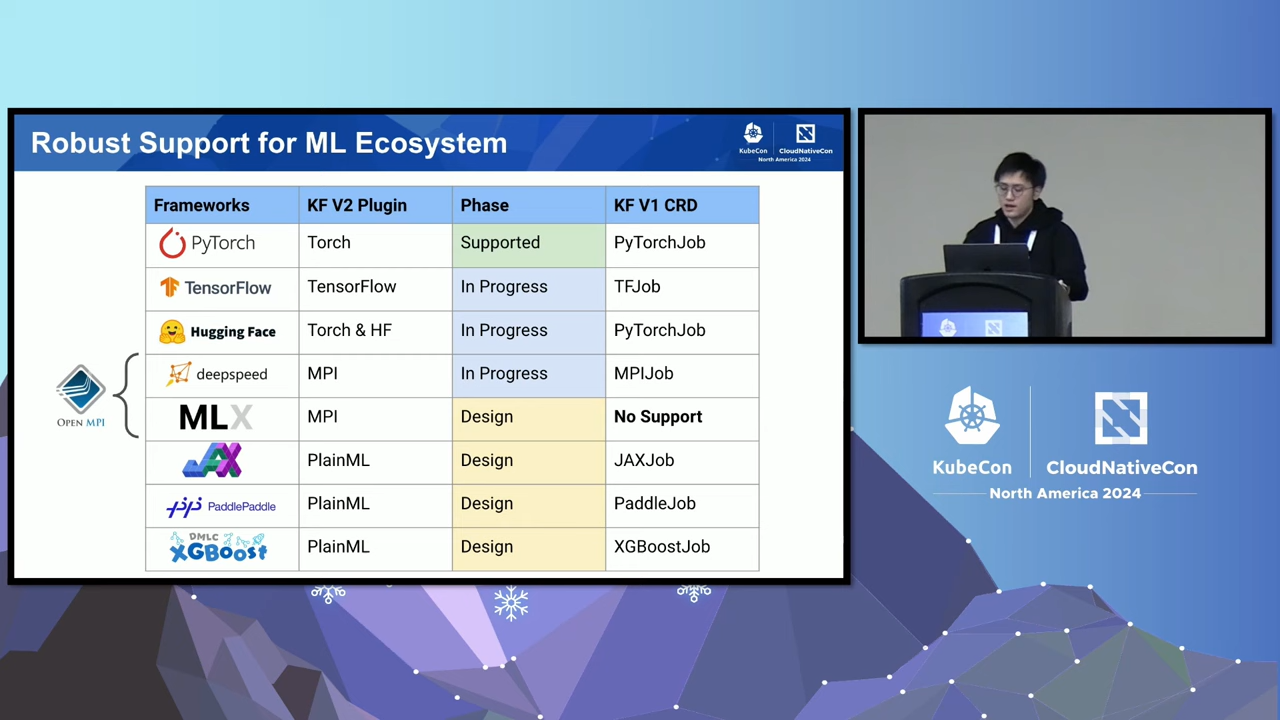 Robust Support for ML Ecosystem
KubeCon
CloudNativeCon
North America 2024
Frameworks KF V2 Plugin Phase KF V1 CRD
PyTorch Torch Supported PyTorchJob
TensorFlow TensorFlow In Progress TFJob
Hugging Face Torch & HF In Progress PyTorchJob
deepspeed MPI In Progress MPIJob
OPEN MPI
MLX MPI Design No Support
JAX PlainML Design JAXJob
PaddlePaddle PlainML Design PaddleJob
DMLC
XGBoost PlainML Design XGBoostJob
KubeCon
CloudNativeCon
North America 2024